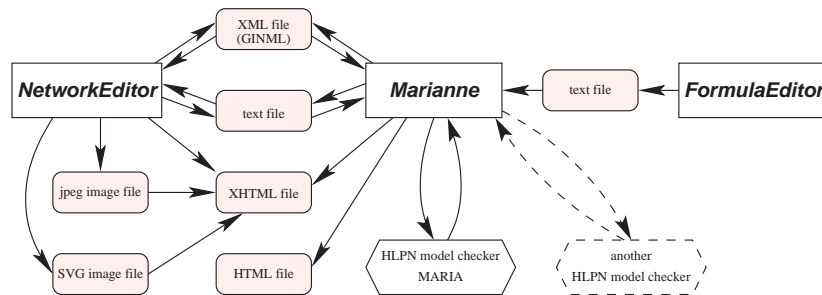 XML file
(GINML)
NetworkEditor
Marianne
text file
FormulaEditor
text file
jpeg image file
XHTML file
SVG image file
HTML file
HLPN model checker
MARIA
another
HLPN model checker